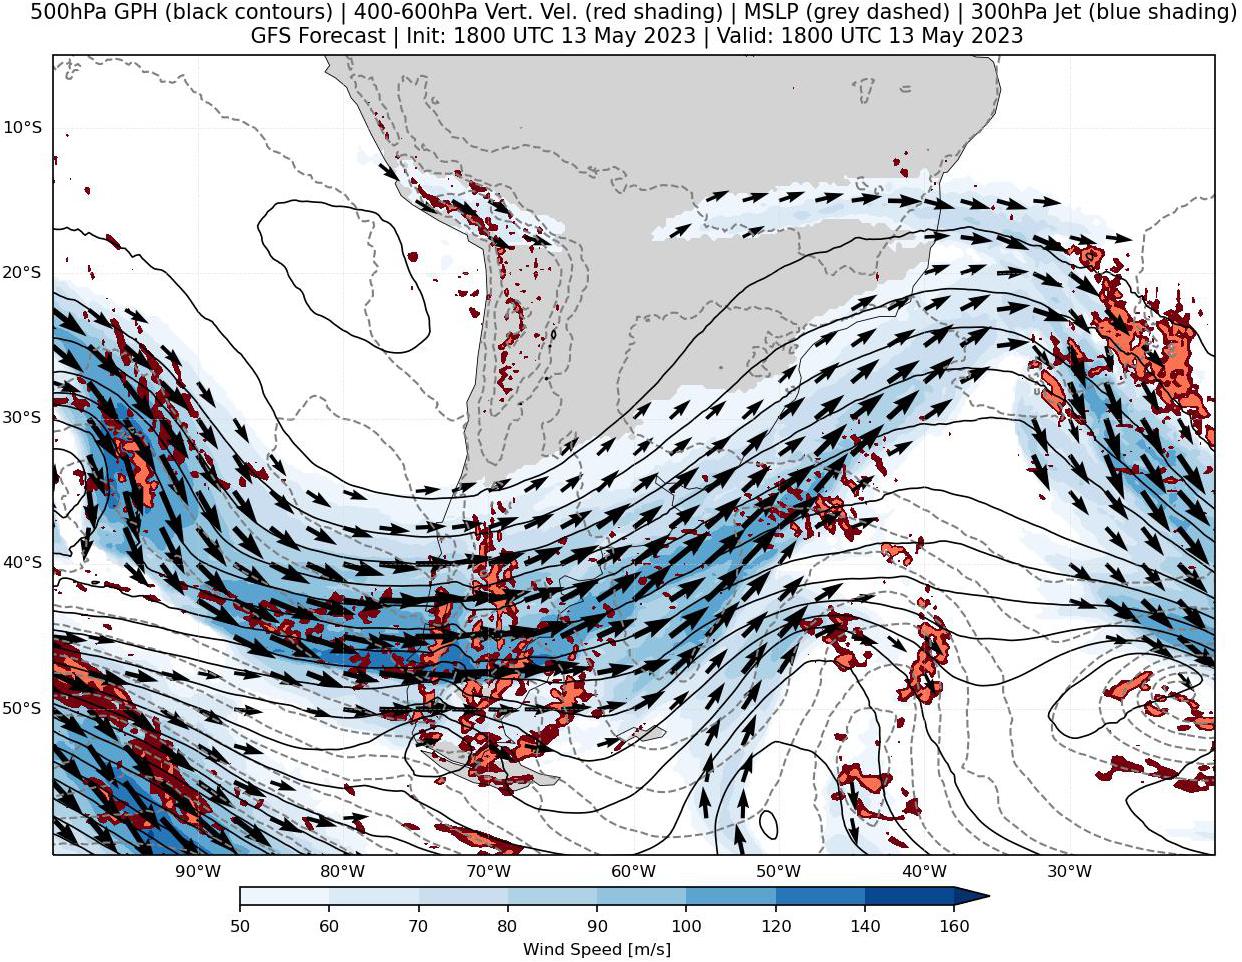 500hPa GPH (black contours) | 400-600hPa Vert. Vel. (red shading) | MSLP (grey dashed) | 300hPa Jet (blue shading)
GFS Forecast | Init: 1800 UTC 13 May 2023 | Valid: 1800 UTC 13 May 2023
10°S
20°S
30°S
40°S
50°S
90°W 80°W 70°W 60°W 50°W 40°W 30°W
50 60 70 80 90 100 120 140 160
Wind Speed [m/s]